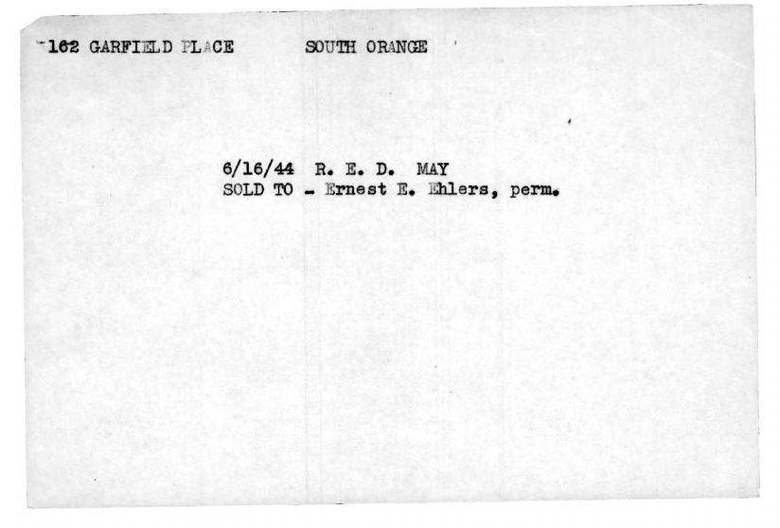 162 GARFIELD PLACE SOUTH ORANGE
6/16/44 R. E. D. MAY
SOLD TO - Ernest E. Ehlers, perm.